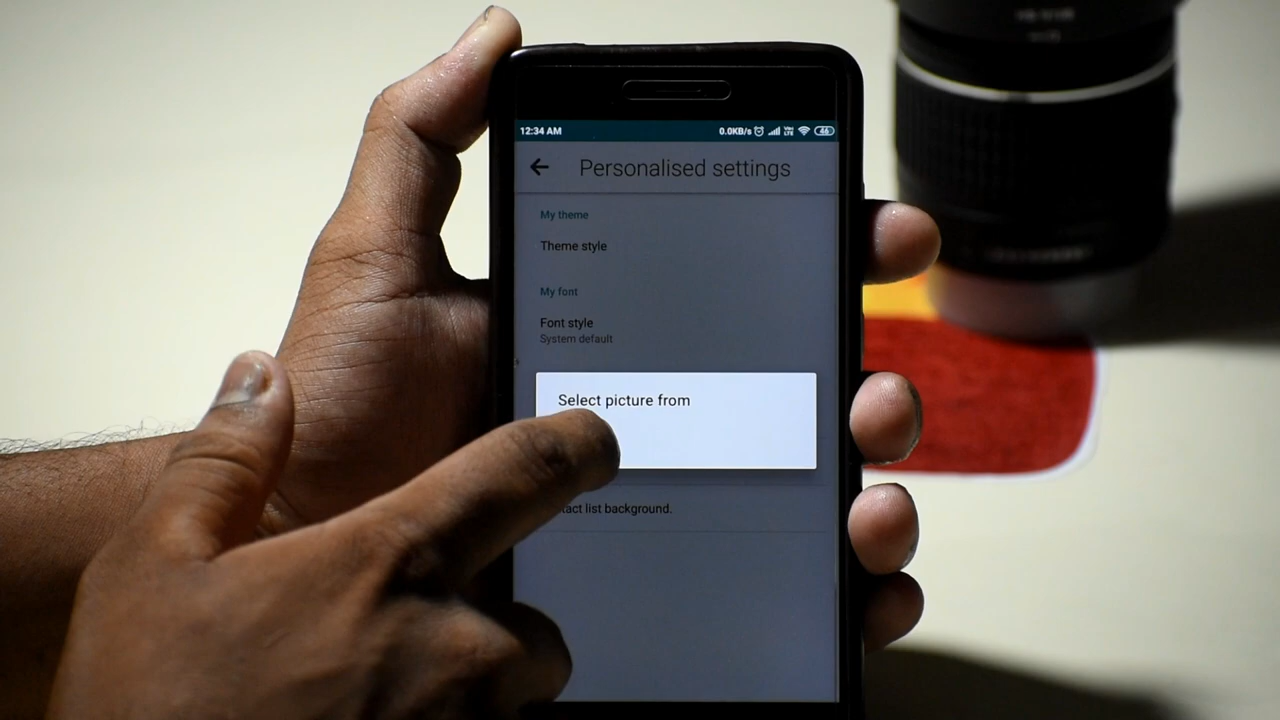 12:34 AM 0.0KB/s 46
Personalised settings
My theme
Theme style
My font
Font style
System default
Select picture from
list background.